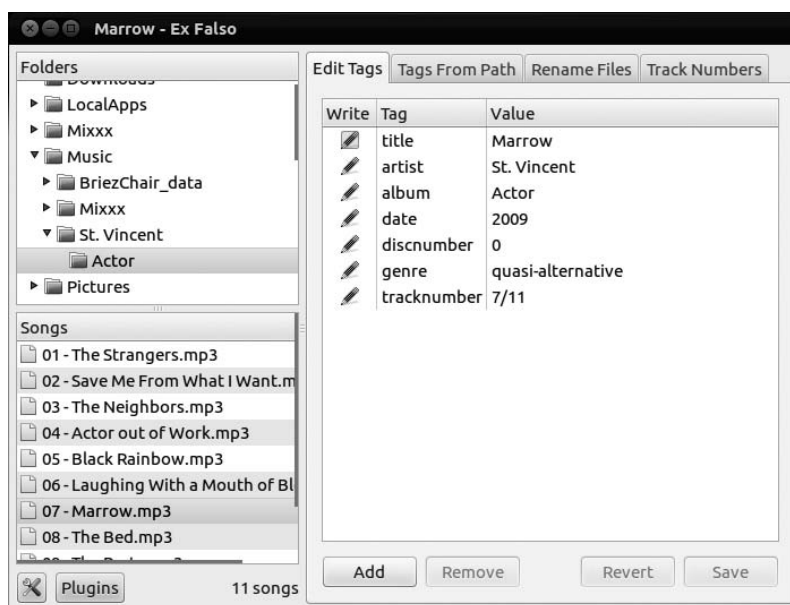 Marrow - Ex Falso
Folders
Downloads
LocalApps
Mixxx
Music
BriezChair_data
Mixxx
St. Vincent
Actor
Pictures
Songs
01 - The Strangers.mp3
02 - Save Me From What I Want.m
03 - The Neighbors.mp3
04 - Actor out of Work.mp3
05 - Black Rainbow.mp3
06 - Laughing With a Mouth of Bl
07 - Marrow.mp3
08 - The Bed.mp3
Plugins
11 songs
Edit Tags
Tags From Path
Rename Files
Track Numbers
Write Tag Value
title Marrow
artist St. Vincent
album Actor
date 2009
discnumber 0
genre quasi-alternative
tracknumber 7/11
Add
Remove
Revert
Save